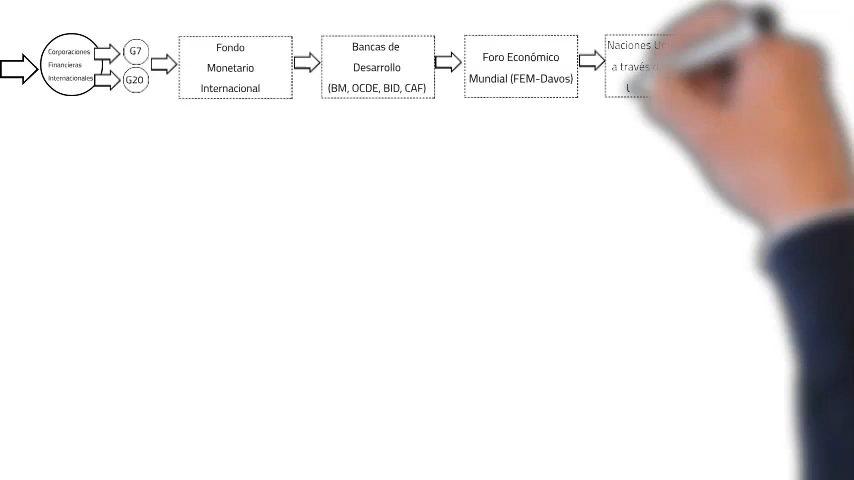 Corporaciones
Financieras
Internacionales
G7
G20
Fondo
Monetario
Internacional
Bancas de
Desarrollo
(BM, OCDE, BID, CAF)
Foro Económico
Mundial (FEM-Davos)
Naciones
a través